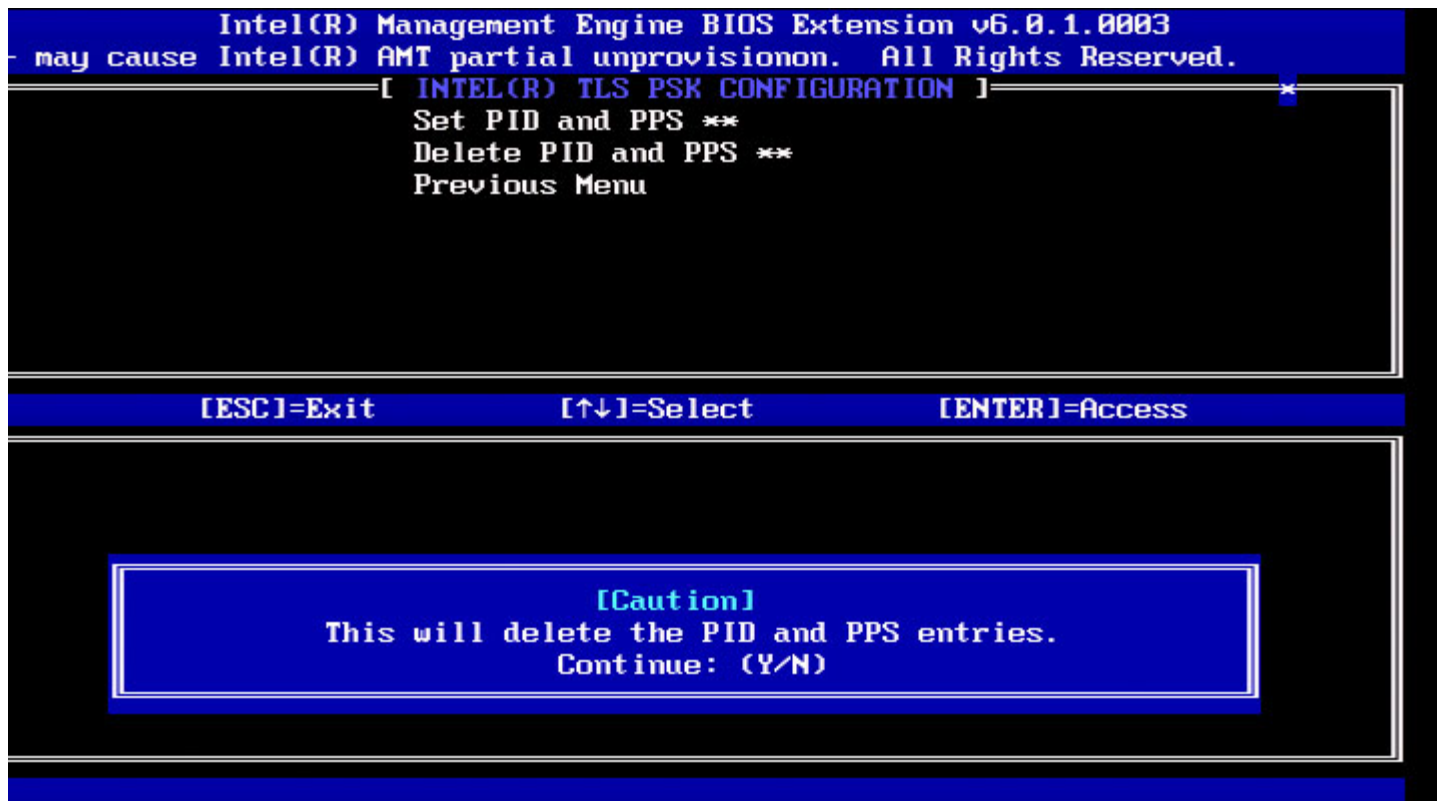 Intel(R) Management Engine BIOS Extension v6.0.1.0003
- may cause Intel(R) AMT partial unprovisionon. All Rights Reserved.
[ INTEL(R) TLS PSK CONFIGURATION ] *
Set PID and PPS **
Delete PID and PPS **
Previous Menu
[ESC]=Exit [↑↓]=Select [ENTER]=Access
[Caution]
This will delete the PID and PPS entries.
Continue: (Y/N)